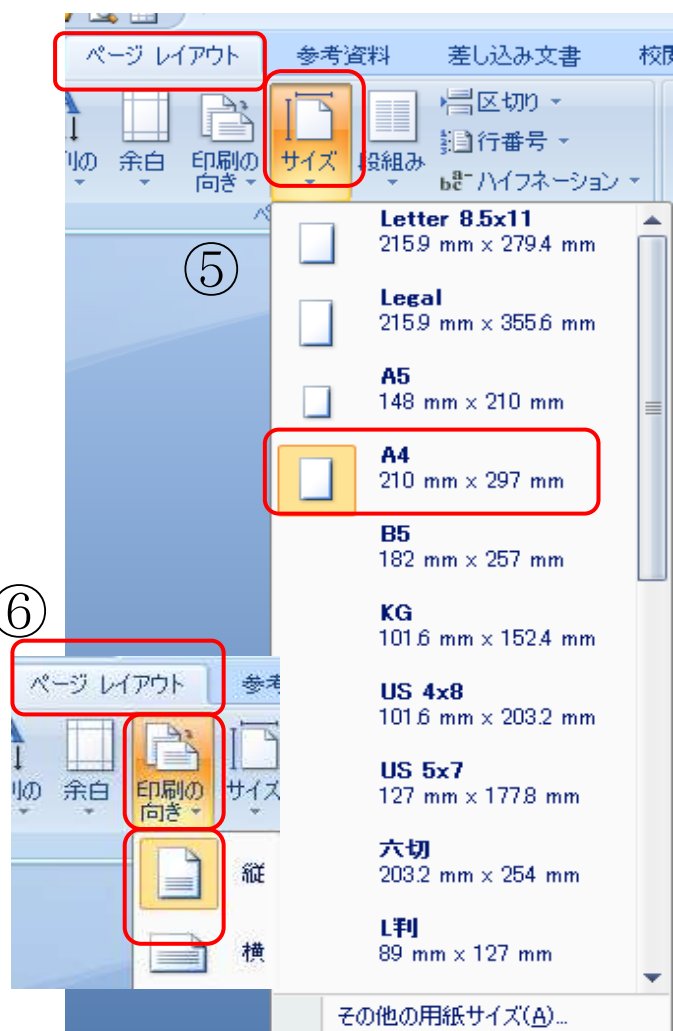 ページ レイアウト
参考資料
差し込み文書
余白
印刷の向き
サイズ
段組み
区切り
行番号
ハイフネーション
⑤
Letter 8.5x11
215.9 mm x 279.4 mm
Legal
215.9 mm x 355.6 mm
A5
148 mm x 210 mm
A4
210 mm x 297 mm
B5
182 mm x 257 mm
KG
101.6 mm x 152.4 mm
US 4x8
101.6 mm x 203.2 mm
US 5x7
127 mm x 177.8 mm
六切
203.2 mm x 254 mm
L判
89 mm x 127 mm
その他の用紙サイズ(A)...
⑥
ページ レイアウト
余白
印刷の向き
サイズ
縦
横